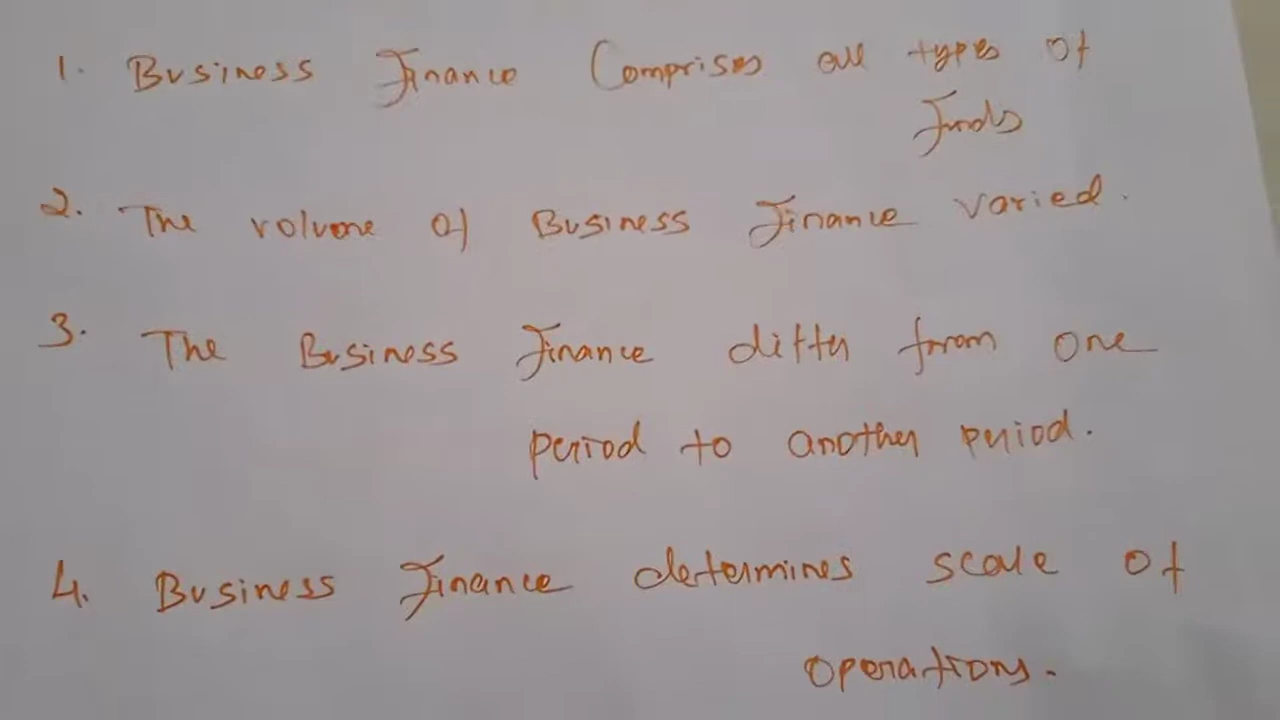 1. Business Finance Comprises all types of
Funds
2. The volume of Business Finance varied.
3. The Business Finance differ from one
period to another period.
4. Business Finance determines scale of
operations.